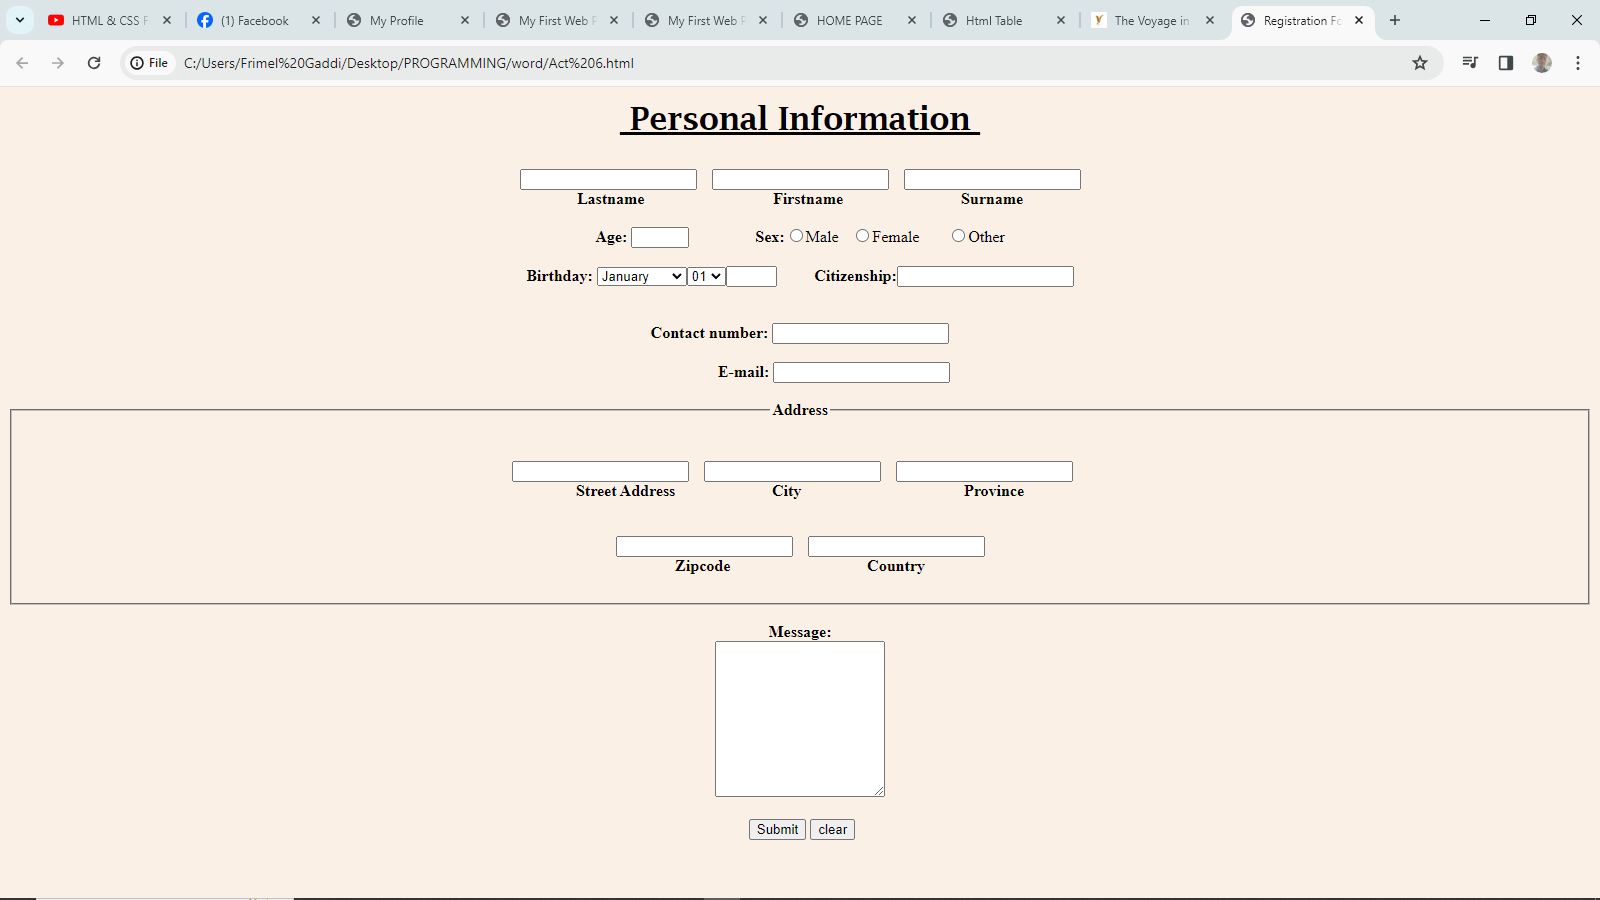 HTML & CSS F
(1) Facebook
My Profile
My First Web P
My First Web P
HOME PAGE
Html Table
The Voyage in
Registration Fo
File C:/Users/Frimel%20Gaddi/Desktop/PROGRAMMING/word/Act%206.html
Personal Information
Lastname Firstname Surname
Age: Sex: Male Female Other
Birthday: January 01 Citizenship:
Contact number:
E-mail:
Address
Street Address City Province
Zipcode Country
Message:
Submit clear